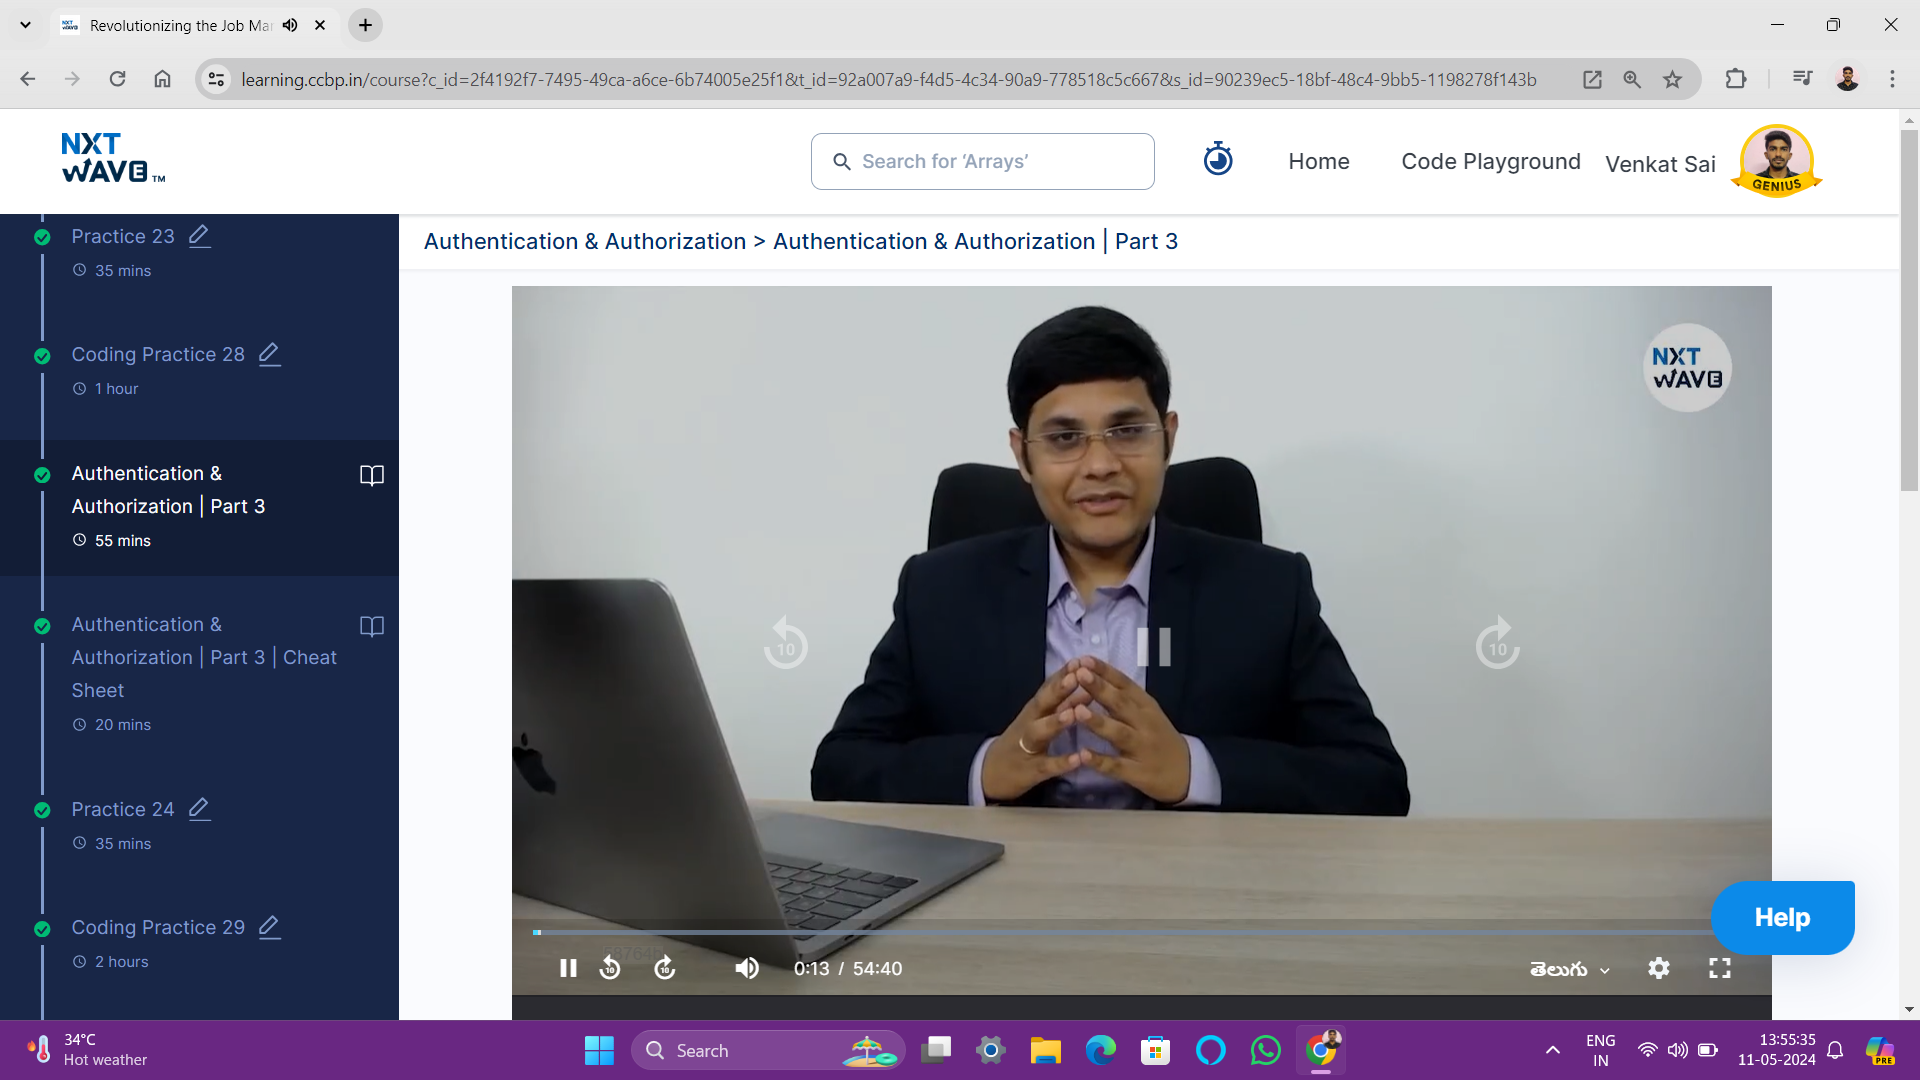 Revolutionizing the Job Mar
learning.ccbp.in/course?c_id=2f4192f7-7495-49ca-a6ce-6b74005e25f1&t_id=92a007a9-f4d5-4c34-90a9-778518c5c667&s_id=90239ec5-18bf-48c4-9bb5-1198278f143b
NXT
WAVE TM
Search for ‘Arrays’
Home
Code Playground
Venkat Sai
GENIUS
Practice 23
35 mins
Coding Practice 28
1 hour
Authentication &
Authorization | Part 3
55 mins
Authentication &
Authorization | Part 3 | Cheat
Sheet
20 mins
Practice 24
35 mins
Coding Practice 29
2 hours
Authentication & Authorization > Authentication & Authorization | Part 3
NXT
WAVE
10
10
10
10
0:13 / 54:40
తెలుగు
Help
34°C
Hot weather
Search
ENG
IN
13:55:35
11-05-2024
PRE